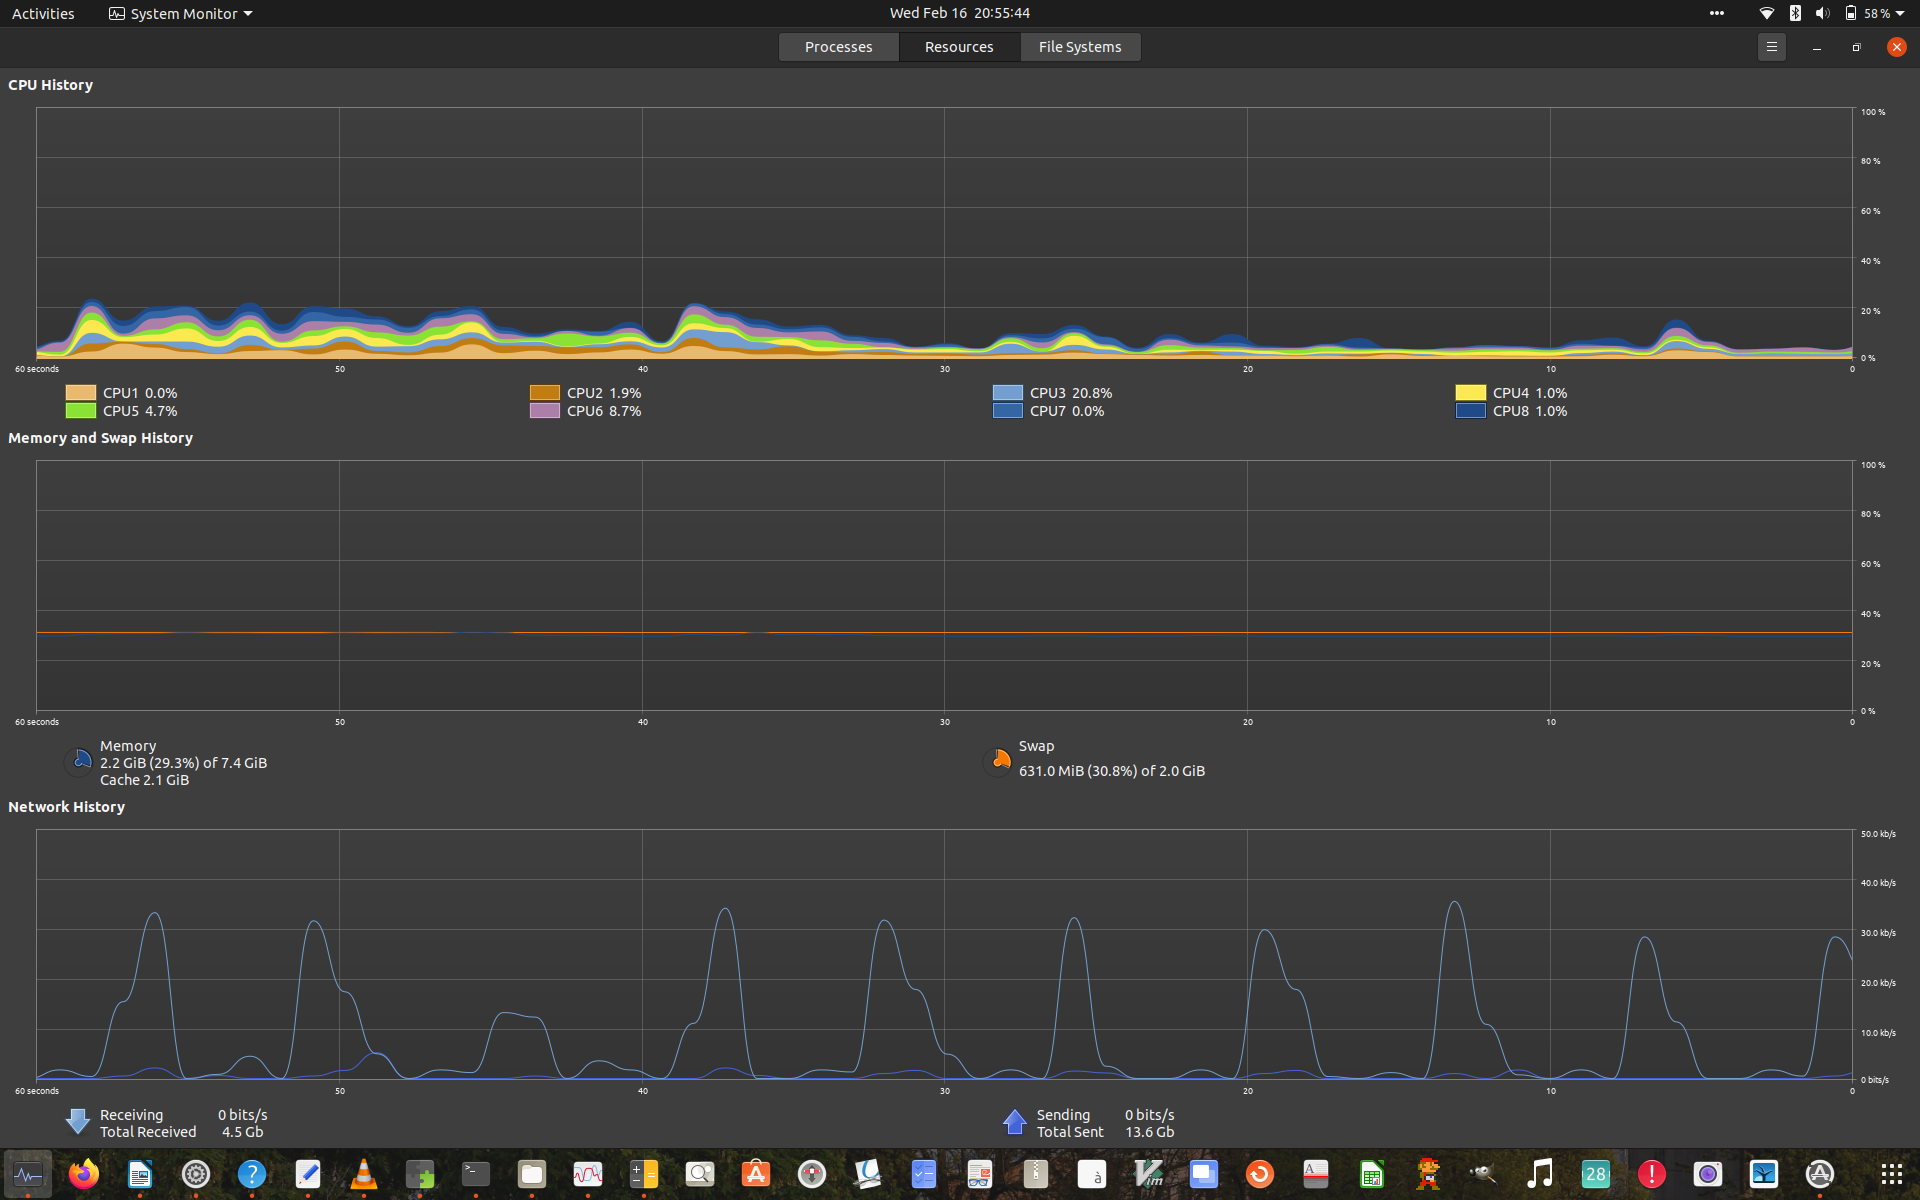 Activities
System Monitor
Wed Feb 16 20:55:44
58 %
Processes
Resources
File Systems
CPU History
100 %
80 %
60 %
40 %
20 %
0 %
60 seconds
50
40
30
20
10
0
CPU1 0.0%
CPU2 1.9%
CPU3 20.8%
CPU4 1.0%
CPU5 4.7%
CPU6 8.7%
CPU7 0.0%
CPU8 1.0%
Memory and Swap History
100 %
80 %
60 %
40 %
20 %
0 %
60 seconds
50
40
30
20
10
0
Memory
2.2 GiB (29.3%) of 7.4 GiB
Cache 2.1 GiB
Swap
631.0 MiB (30.8%) of 2.0 GiB
Network History
50.0 kb/s
40.0 kb/s
30.0 kb/s
20.0 kb/s
10.0 kb/s
0 bits/s
60 seconds
50
40
30
20
10
0
Receiving 0 bits/s
Total Received 4.5 Gb
Sending 0 bits/s
Total Sent 13.6 Gb
?
>_
à
Vim
A
28
!
A